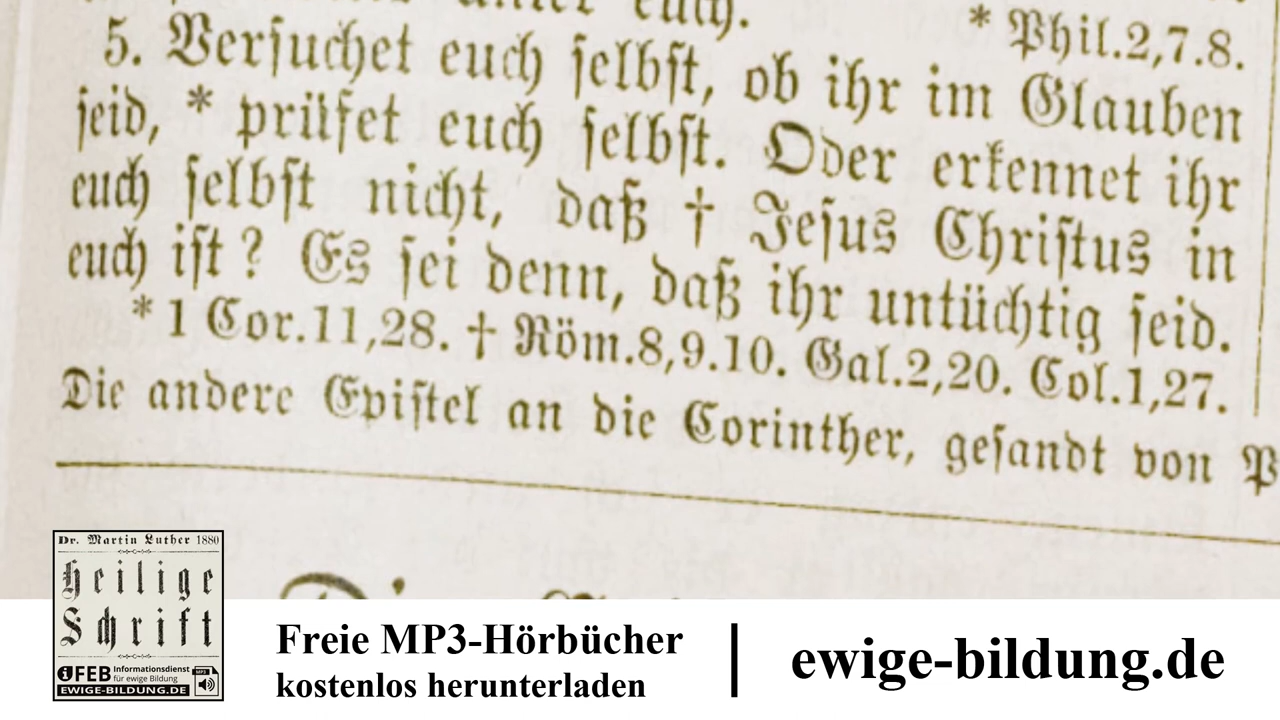 unter euch.
* Phil.2,7.8.
5. Verſuchet euch ſelbſt, ob ihr im Glauben
ſeid, * prüfet euch ſelbſt. Oder erkennet ihr
euch ſelbſt nicht, daß † Jeſus Chriſtus in
euch iſt? Es ſei denn, daß ihr untüchtig ſeid.
* 1 Cor.11,28. † Röm.8,9.10. Gal.2,20. Col.1,27.
Die andere Epiſtel an die Corinther, geſandt von P
Dr. Martin Luther 1880
Heilige
Schrift
iFEB Informationsdienst
für ewige Bildung
MP3
EWIGE-BILDUNG.DE
Freie MP3-Hörbücher
kostenlos herunterladen
ewige-bildung.de